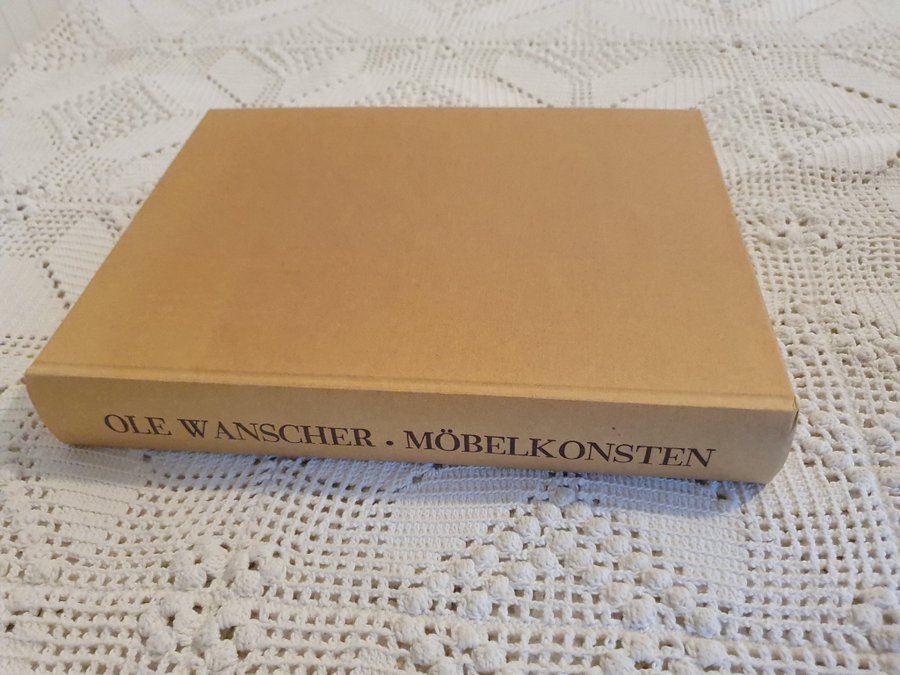 OLE WANSCHER • MÖBELKONSTEN